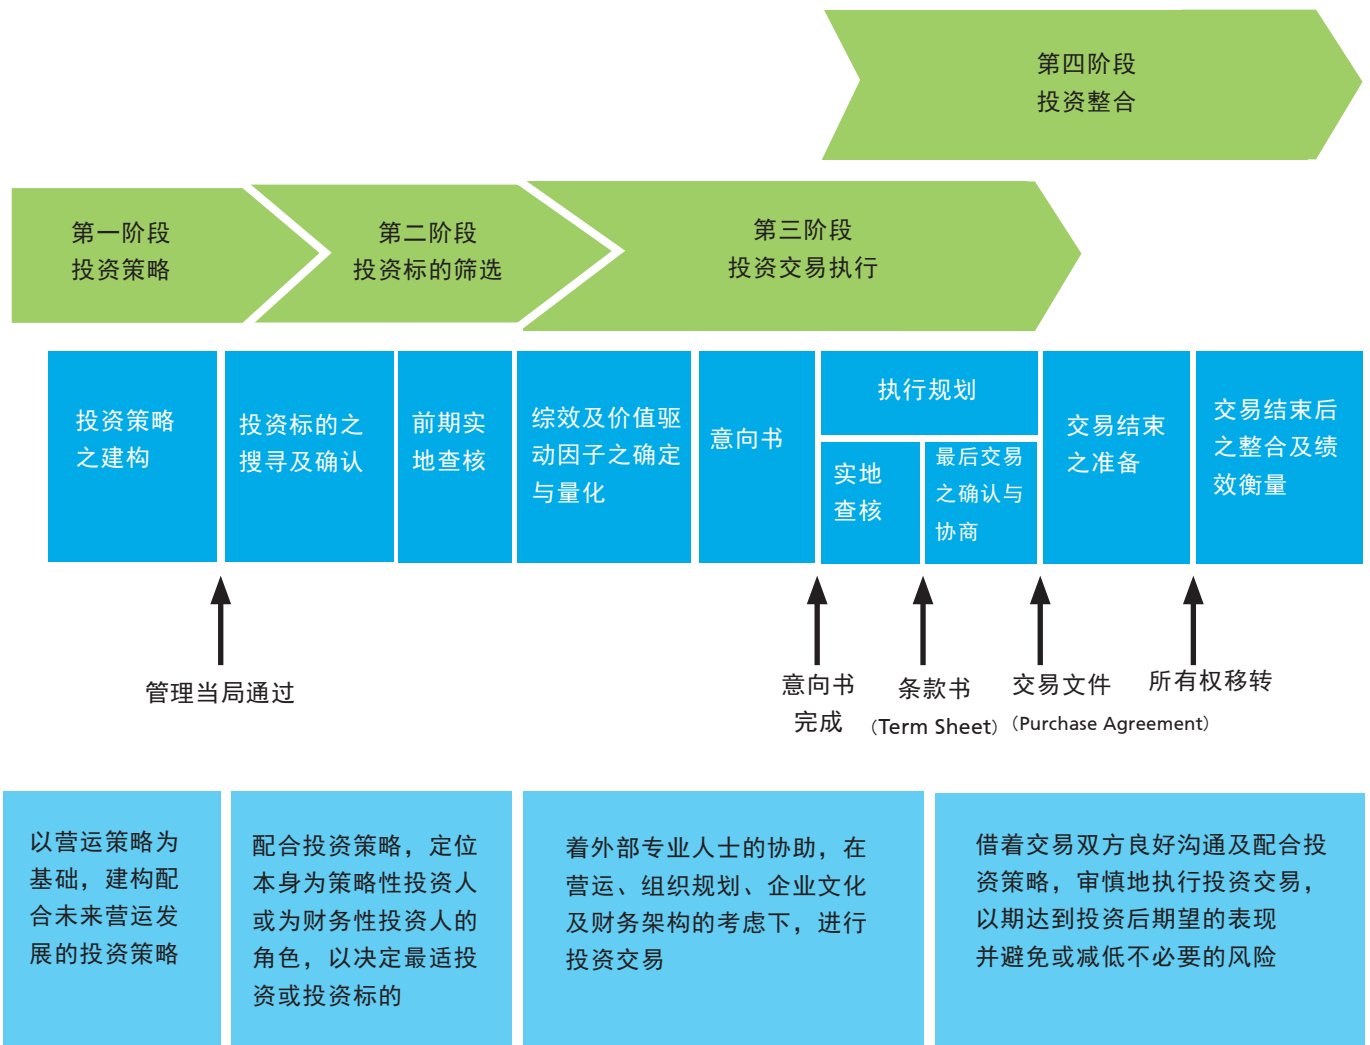 第四阶段
投资整合
第一阶段
投资策略
第二阶段
投资标的筛选
第三阶段
投资交易执行
投资策略
之建构
投资标的之
搜寻及确认
前期实
地查核
综效及价值驱
动因子之确定
与量化
意向书
执行规划
实地
查核
最后交易
之确认与
协商
交易结束
之准备
交易结束后
之整合及绩
效衡量
管理当局通过
意向书
完成
条款书
（Term Sheet）
交易文件
（Purchase Agreement）
所有权移转
以营运策略为
基础，建构配
合未来营运发
展的投资策略
配合投资策略，定位
本身为策略性投资人
或为财务性投资人的
角色，以决定最适投
资或投资标的
着外部专业人士的协助，在
营运、组织规划、企业文化
及财务架构的考虑下，进行
投资交易
借着交易双方良好沟通及配合投
资策略，审慎地执行投资交易，
以期达到投资后期望的表现
并避免或减低不必要的风险